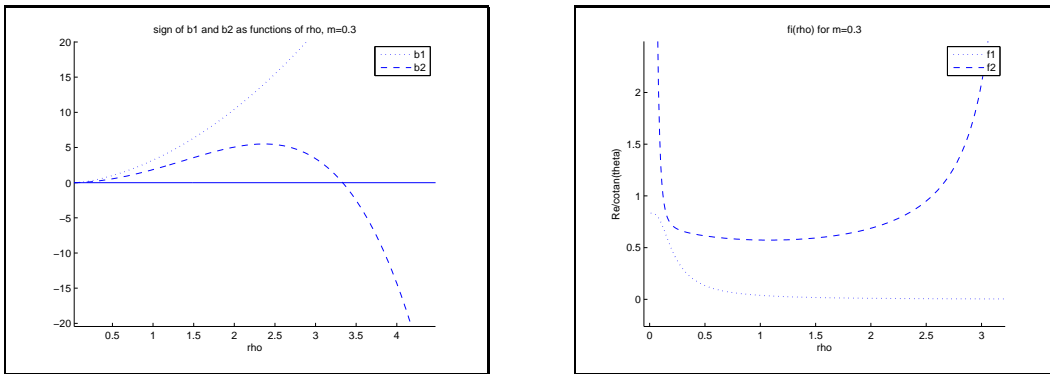 sign of b1 and b2 as functions of rho, m=0.3
b1
b2
20
15
10
5
0
−5
−10
−15
−20
0.5 1 1.5 2 2.5 3 3.5 4
rho
fi(rho) for m=0.3
f1
f2
Re/cotan(theta)
2
1.5
1
0.5
0
0 0.5 1 1.5 2 2.5 3
rho